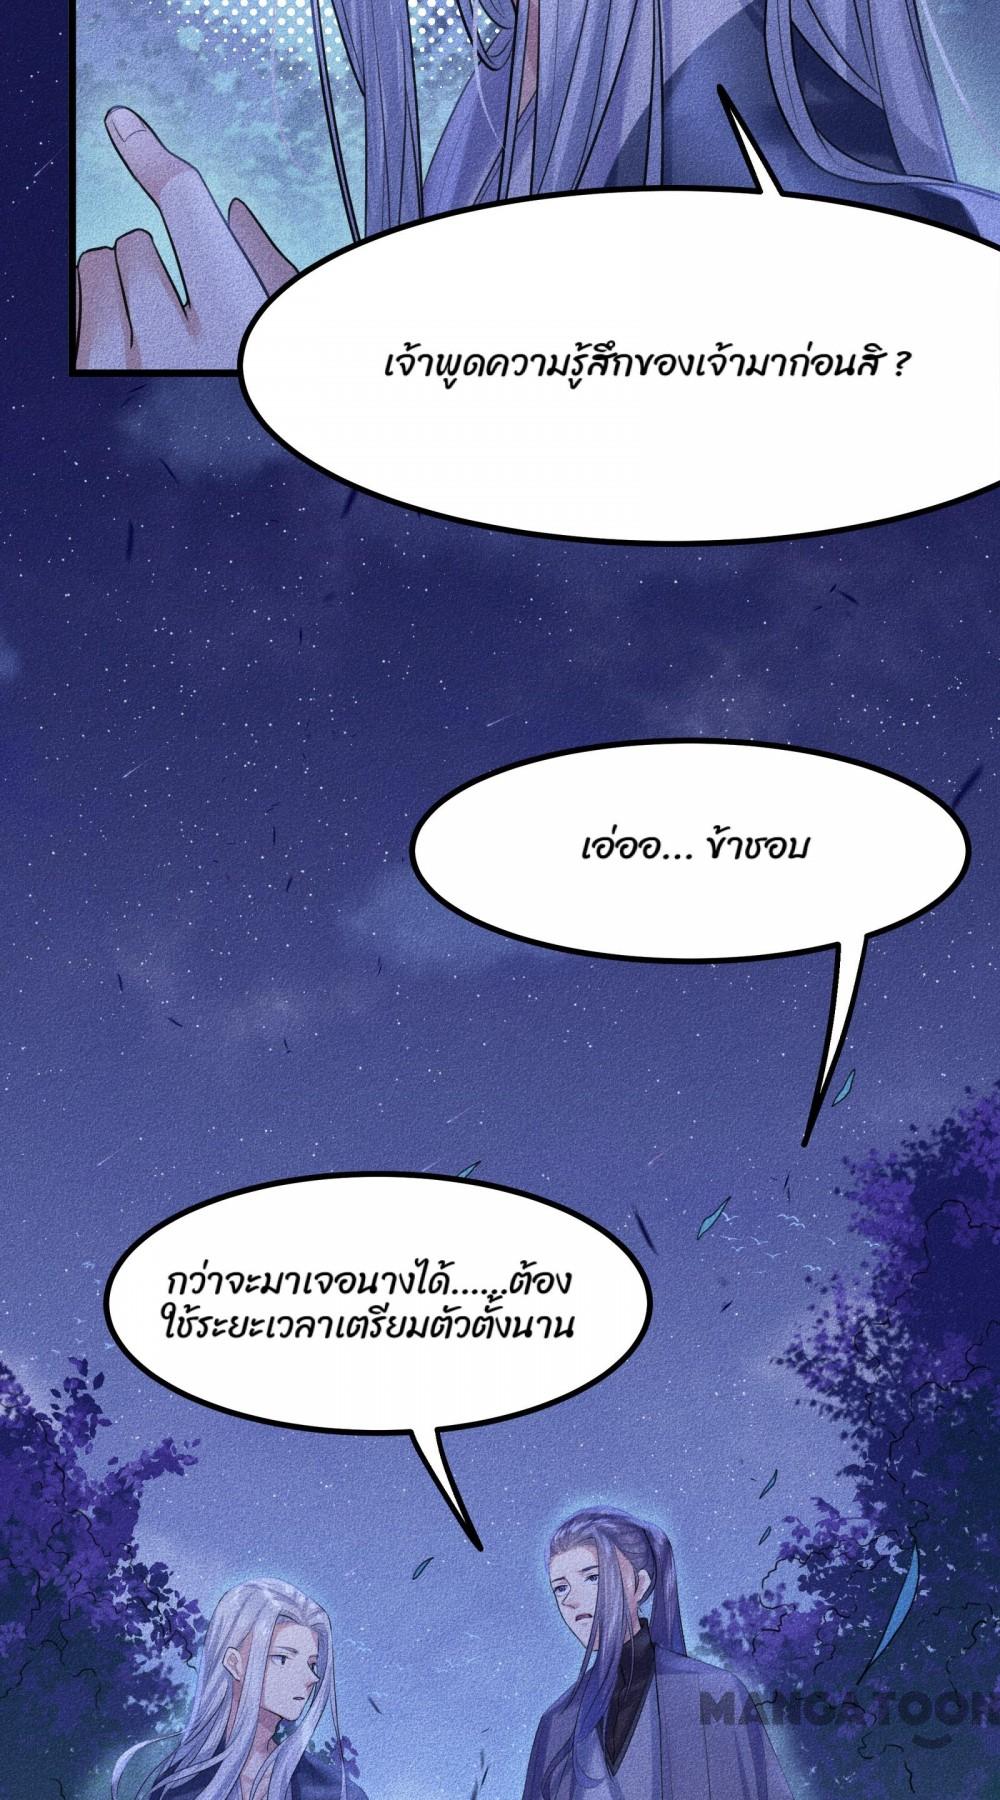 เจ้าพูดความรู้สึกของเจ้ามาก่อนสิ ?
เอ่ออ... ข้าชอบ
กว่าจะมาเจอนางได้......ต้อง
ใช้ระยะเวลาเตรียมตัวตั้งนาน
MANGATOON